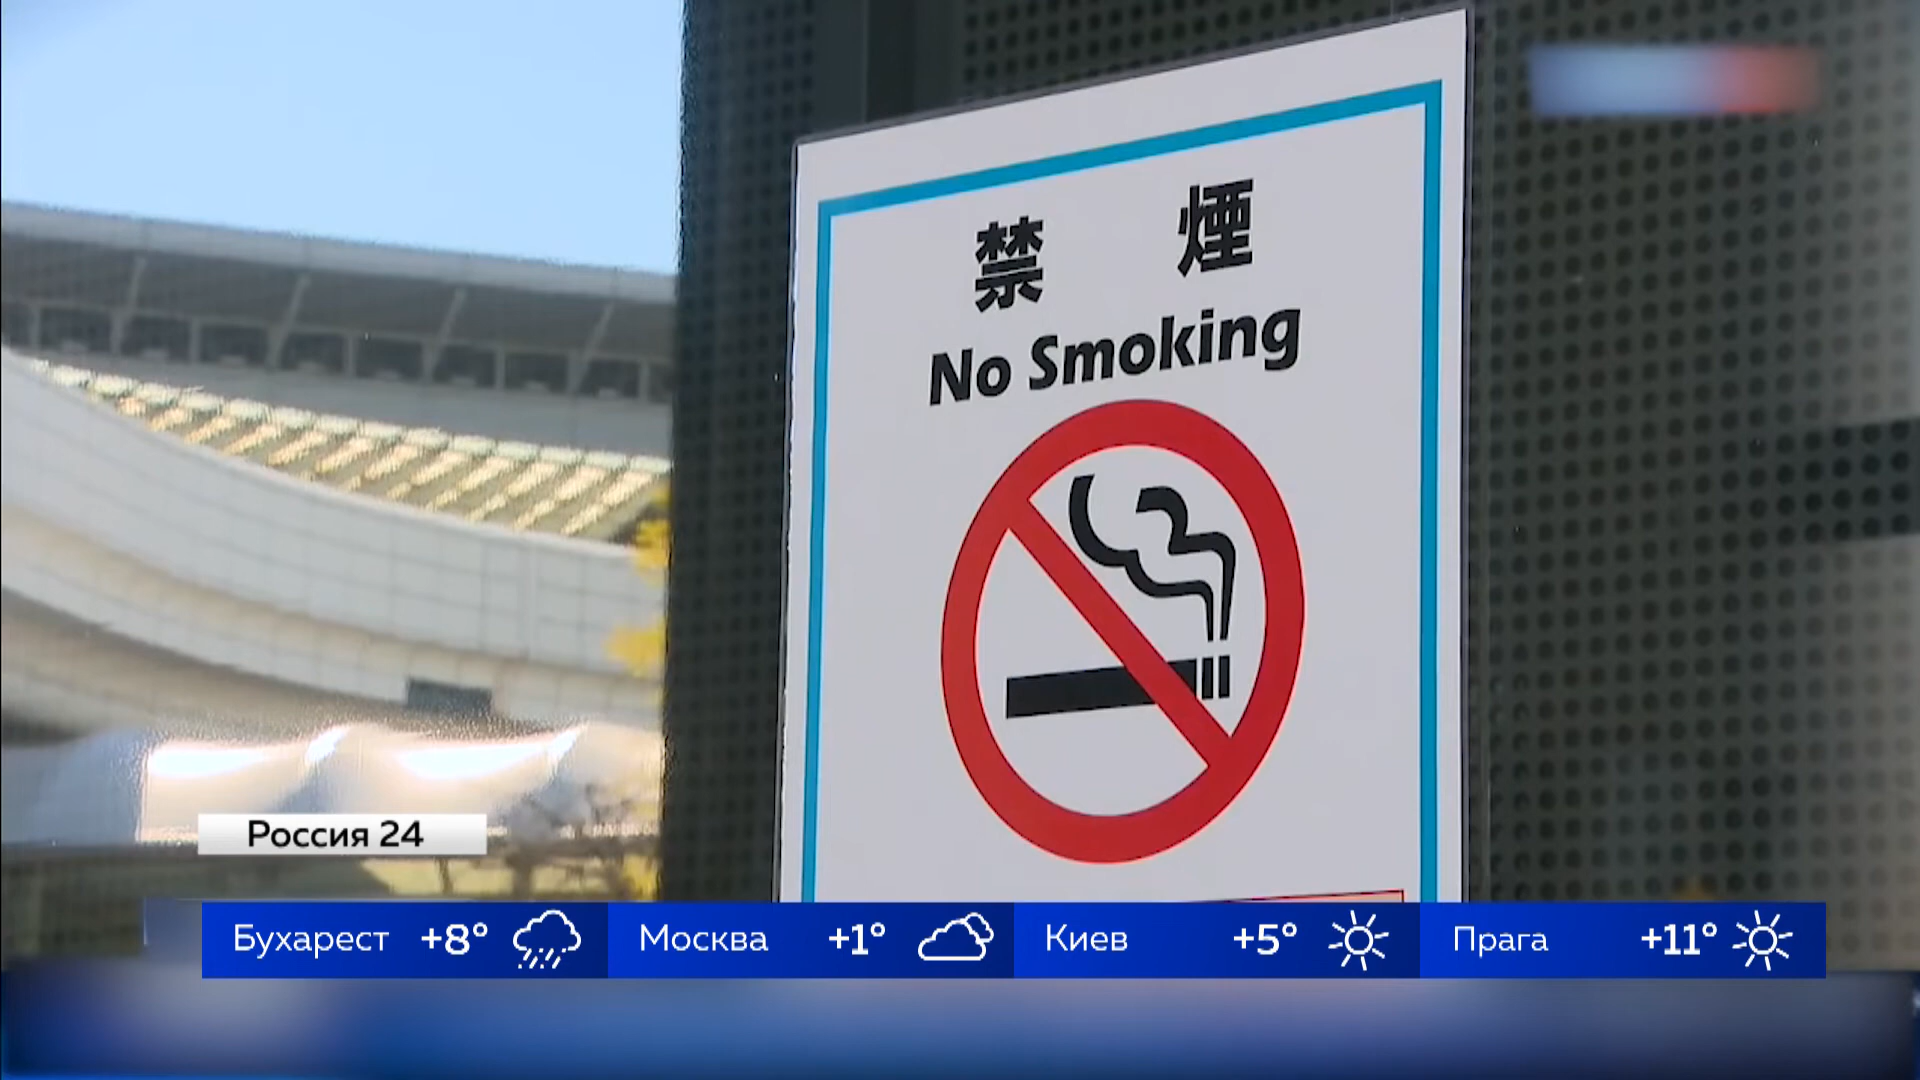 禁 煙
No Smoking
Россия 24
Бухарест +8° Москва +1° Киев +5° Прага +11°